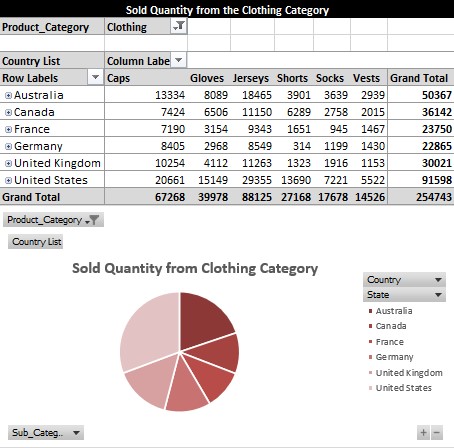 Sold Quantity from the Clothing Category
Product_Category Clothing
Country List Column Labe
Row Labels Caps Gloves Jerseys Shorts Socks Vests Grand Total
Australia 13334 8089 18465 3901 3639 2939 50367
Canada 7424 6506 11150 6289 2758 2015 36142
France 7190 3154 9343 1651 945 1467 23750
Germany 8405 2968 8549 314 1199 1430 22865
United Kingdom 10254 4112 11263 1323 1916 1153 30021
United States 20661 15149 29355 13690 7221 5522 91598
Grand Total 67268 39978 88125 27168 17678 14526 254743
Product_Category
Country List
Sold Quantity from Clothing Category
Country
State
Australia
Canada
France
Germany
United Kingdom
United States
Sub_Categ..